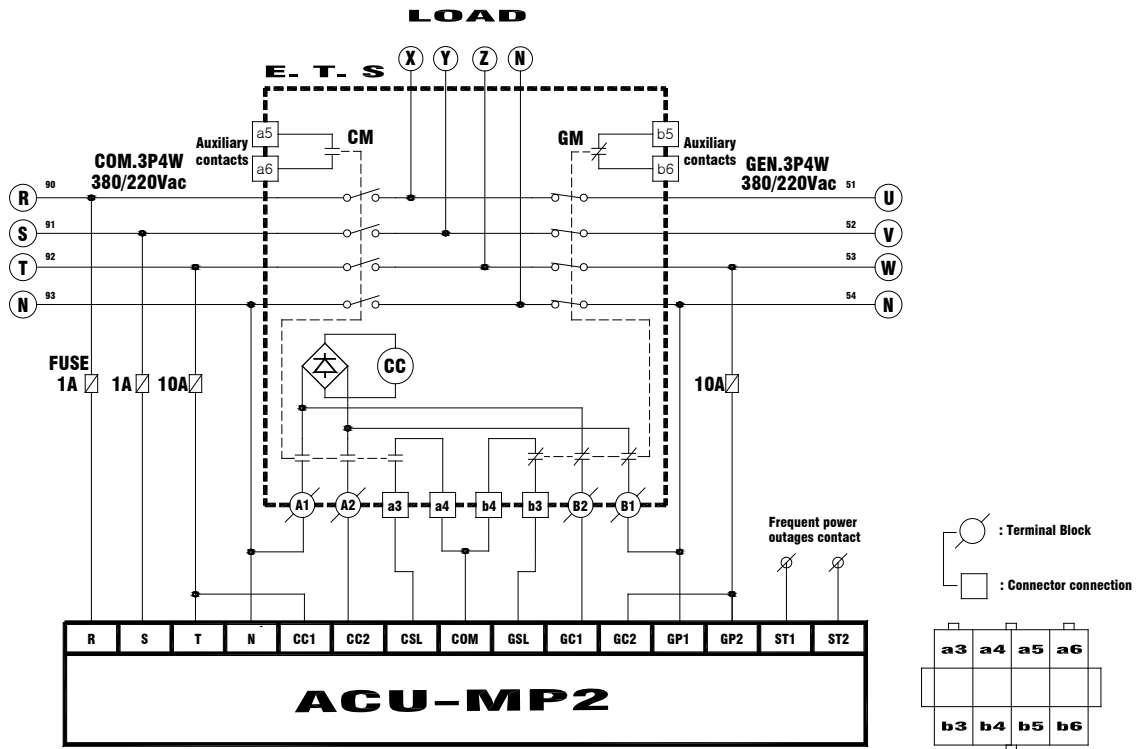 LOAD
X Y Z N
E. T. S
a5
a6
Auxiliary
contacts
CM
GM
b5
b6
Auxiliary
contacts
COM.3P4W
380/220Vac
GEN.3P4W
380/220Vac
R 90 51 U
S 91 52 V
T 92 53 W
N 93 54 N
FUSE
1A 1A 10A CC 10A
A1 A2 a3 a4 b4 b3 B2 B1
Frequent power
outages contact
: Terminal Block
: Connector connection
R S T N CC1 CC2 CSL COM GSL GC1 GC2 GP1 GP2 ST1 ST2
ACU-MP2
a3 a4 a5 a6
b3 b4 b5 b6